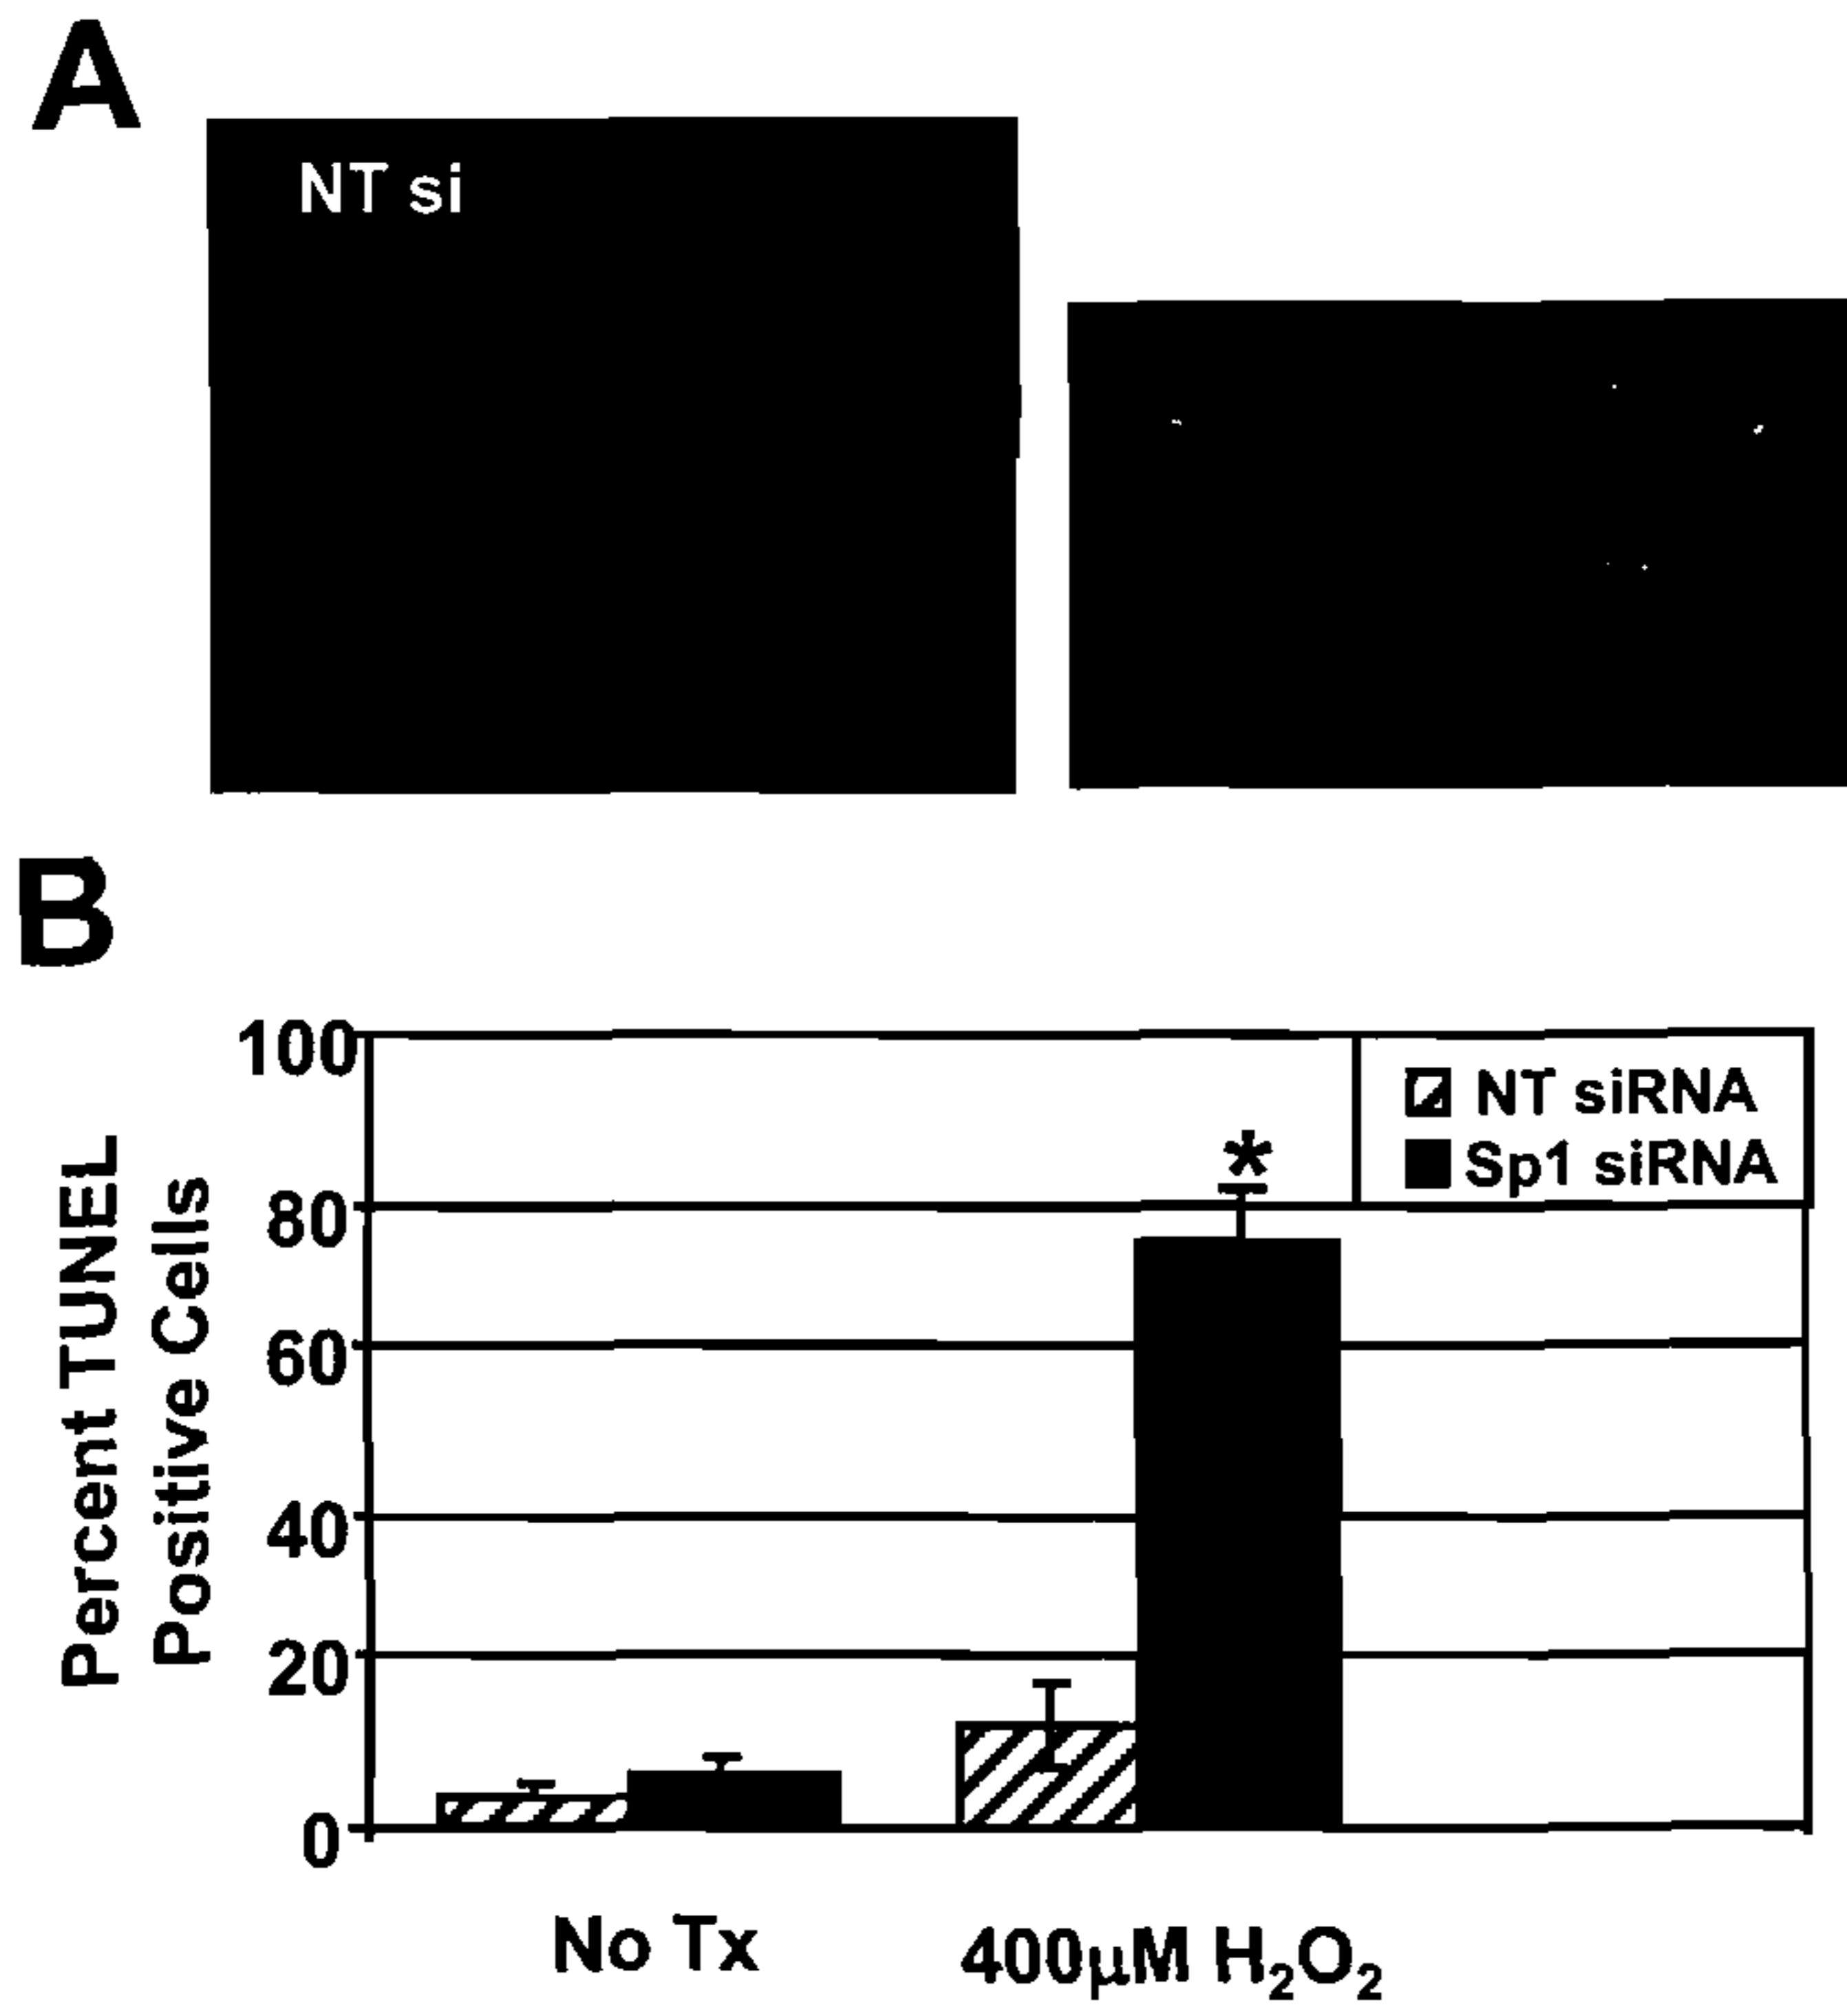 A
NT si
B
Percent TUNEL
Positive Cells
100
80
60
40
20
0
NT siRNA
Sp1 siRNA
*
No Tx
400μM H₂O₂